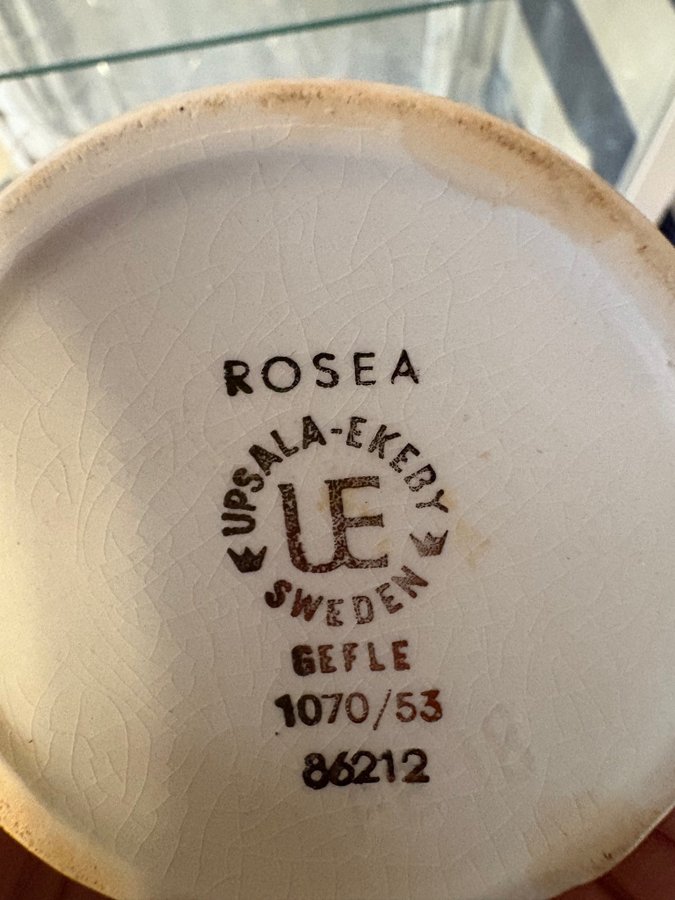 ROSEA
UPSALA-EKEBY
UE
SWEDEN
GEFLE
1070/53
86212